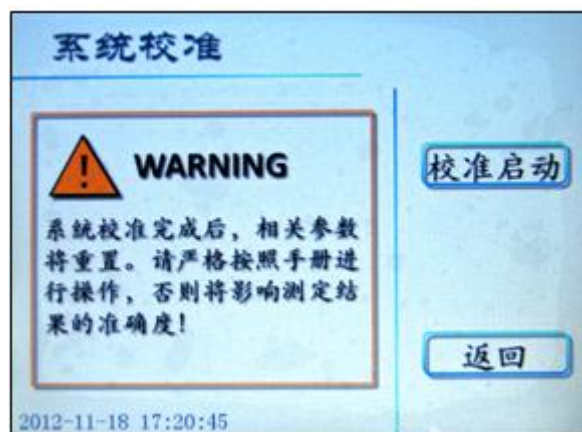 系统校准
WARNING
系统校准完成后，相关参数
将重置。请严格按照手册进
行操作，否则将影响测定结
果的准确度！
校准启动
返回
2012-11-18 17:20:45